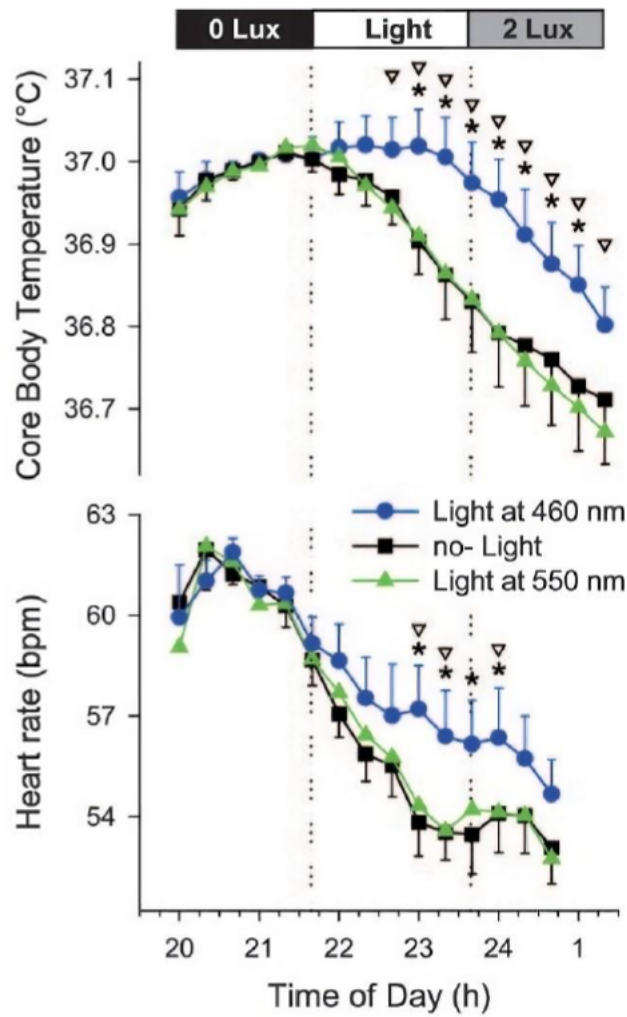 0 Lux Light 2 Lux
Core Body Temperature (°C)
37.1
37.0
36.9
36.8
36.7
Light at 460 nm
no- Light
Light at 550 nm
Heart rate (bpm)
63
60
57
54
20 21 22 23 24 1
Time of Day (h)